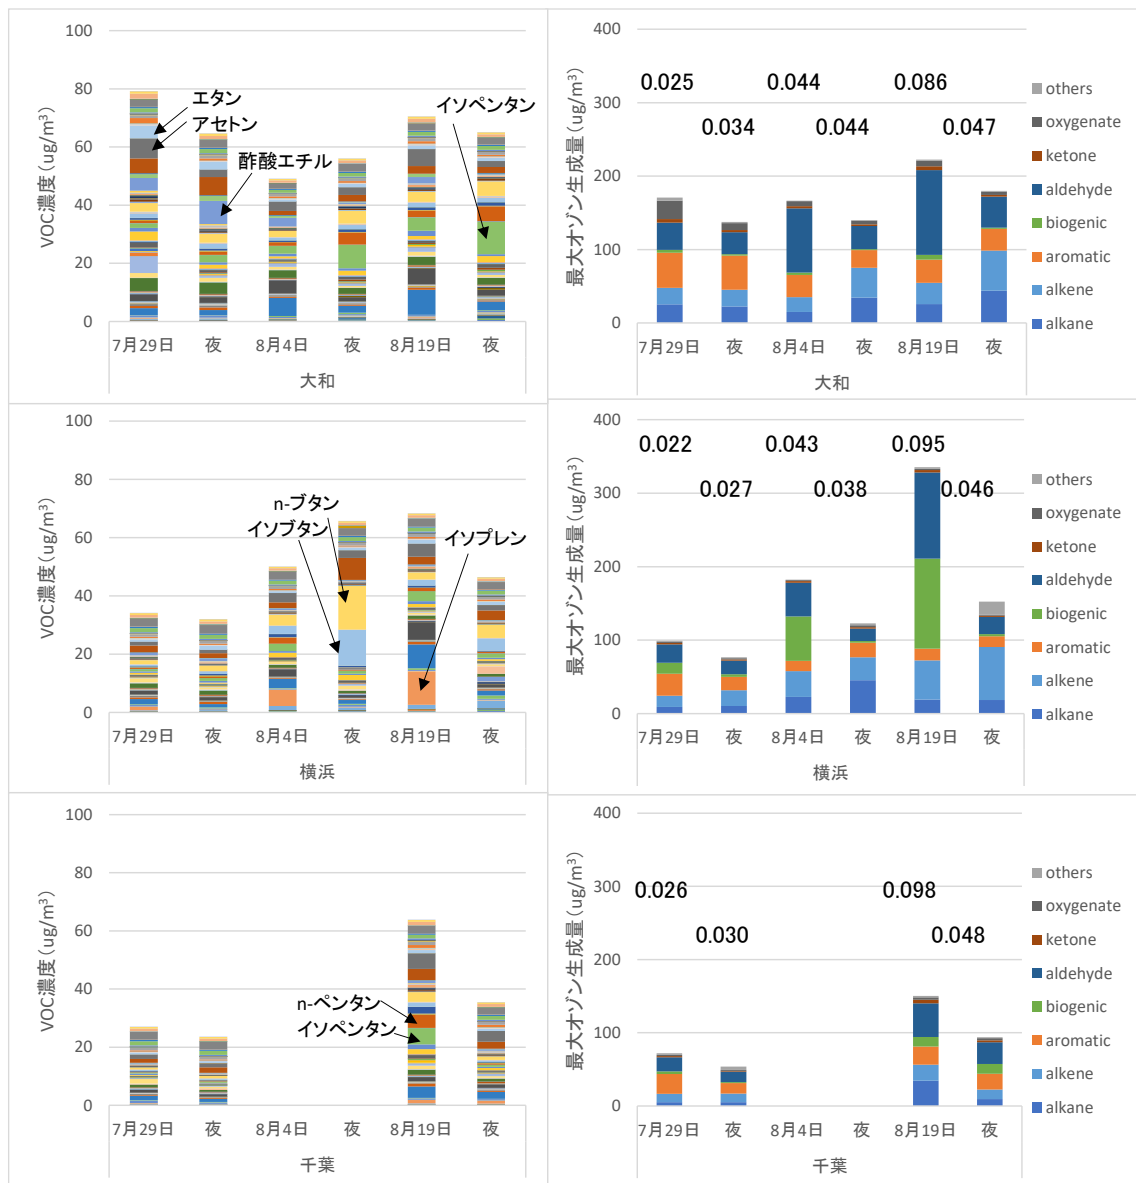 100
80
60
40
20
0
VOC濃度(ug/m³)
エタン
アセトン
酢酸エチル
イソペンタン
7月29日 夜 8月4日 夜 8月19日 夜
大和
400
300
200
100
0
最大オゾン生成量(ug/m³)
0.025 0.044 0.086
0.034 0.044 0.047
others
oxygenate
ketone
aldehyde
biogenic
aromatic
alkene
alkane
7月29日 夜 8月4日 夜 8月19日 夜
大和
100
80
60
40
20
0
VOC濃度(ug/m³)
n-ブタン
イソブタン
イソプレン
7月29日 夜 8月4日 夜 8月19日 夜
横浜
400
300
200
100
0
最大オゾン生成量(ug/m³)
0.022 0.043 0.095
0.027 0.038 0.046
others
oxygenate
ketone
aldehyde
biogenic
aromatic
alkene
alkane
7月29日 夜 8月4日 夜 8月19日 夜
横浜
100
80
60
40
20
0
VOC濃度(ug/m³)
n-ペンタン
イソペンタン
7月29日 夜 8月4日 夜 8月19日 夜
千葉
400
300
200
100
0
最大オゾン生成量(ug/m³)
0.026 0.098
0.030 0.048
others
oxygenate
ketone
aldehyde
biogenic
aromatic
alkene
alkane
7月29日 夜 8月4日 夜 8月19日 夜
千葉